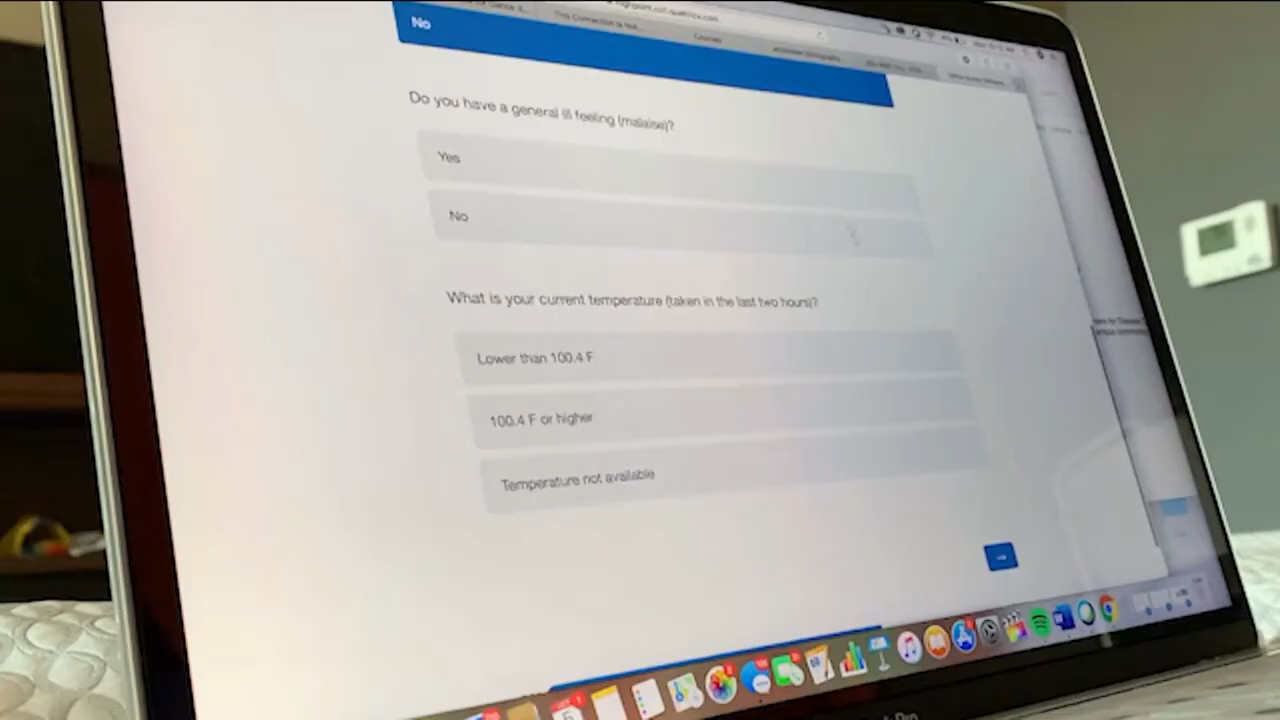 No
Do you have a general ill feeling (malaise)?
Yes
No
What is your current temperature (taken in the last two hours)?
Lower than 100.4 F
100.4 F or higher
Temperature not available